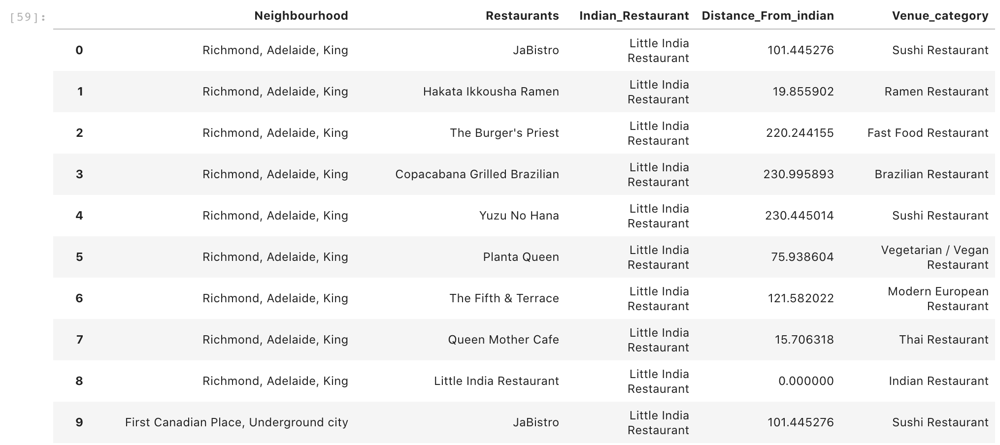 [59]: Neighbourhood Restaurants Indian_Restaurant Distance_From_indian Venue_category
0 Richmond, Adelaide, King JaBistro Little India Restaurant 101.445276 Sushi Restaurant
1 Richmond, Adelaide, King Hakata Ikkousha Ramen Little India Restaurant 19.855902 Ramen Restaurant
2 Richmond, Adelaide, King The Burger's Priest Little India Restaurant 220.244155 Fast Food Restaurant
3 Richmond, Adelaide, King Copacabana Grilled Brazilian Little India Restaurant 230.995893 Brazilian Restaurant
4 Richmond, Adelaide, King Yuzu No Hana Little India Restaurant 230.445014 Sushi Restaurant
5 Richmond, Adelaide, King Planta Queen Little India Restaurant 75.938604 Vegetarian / Vegan Restaurant
6 Richmond, Adelaide, King The Fifth & Terrace Little India Restaurant 121.582022 Modern European Restaurant
7 Richmond, Adelaide, King Queen Mother Cafe Little India Restaurant 15.706318 Thai Restaurant
8 Richmond, Adelaide, King Little India Restaurant Little India Restaurant 0.000000 Indian Restaurant
9 First Canadian Place, Underground city JaBistro Little India Restaurant 101.445276 Sushi Restaurant